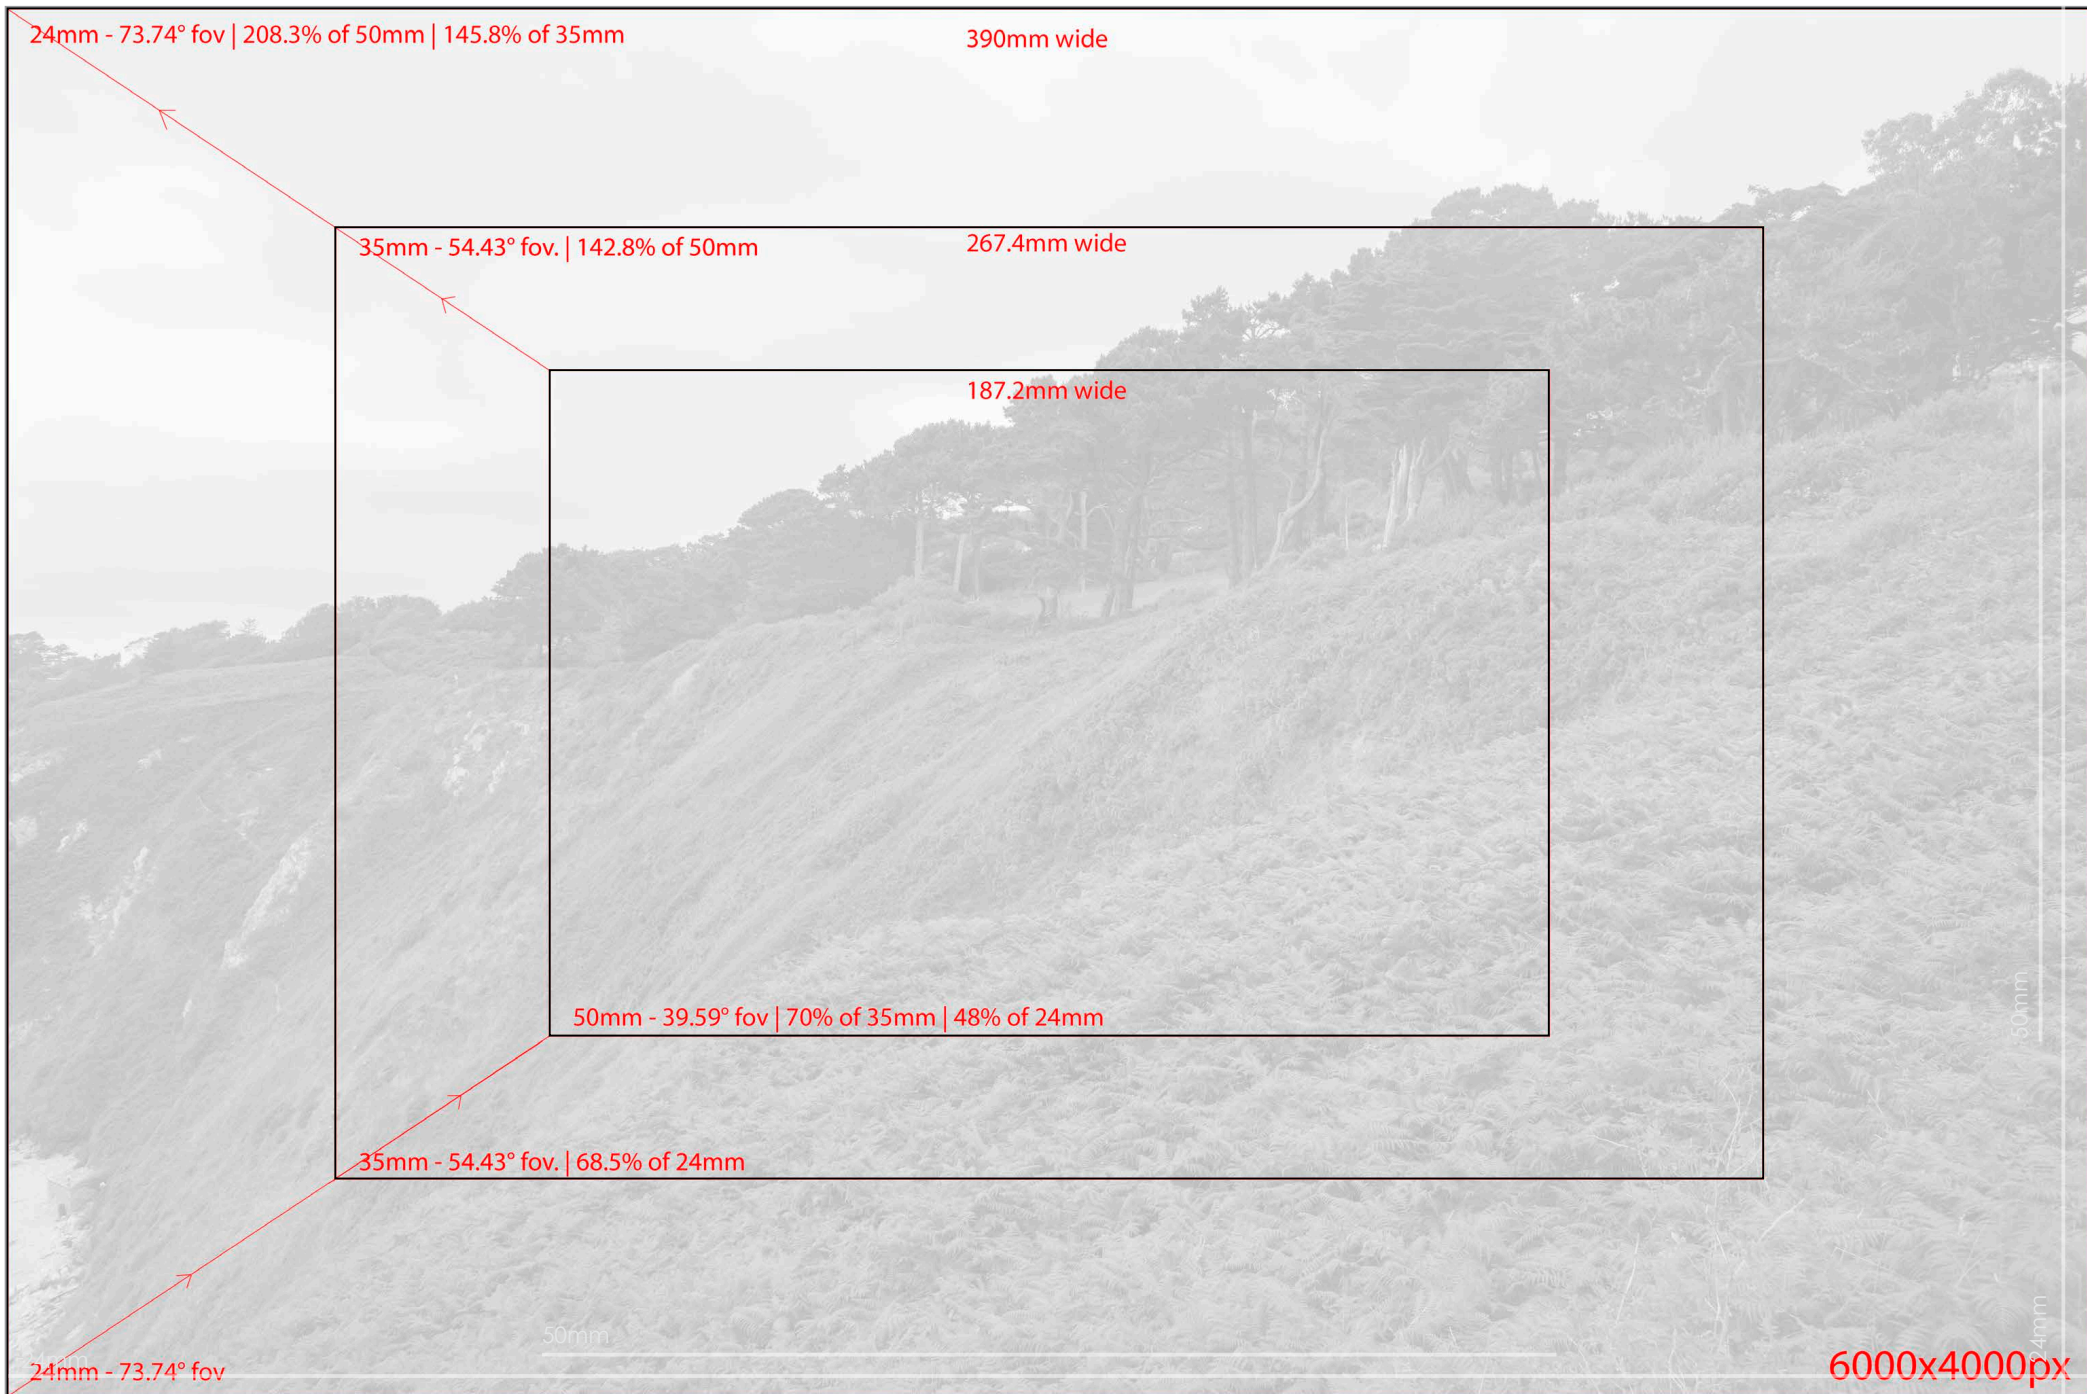 24mm - 73.74° fov | 208.3% of 50mm | 145.8% of 35mm
390mm wide
35mm - 54.43° fov. | 142.8% of 50mm
267.4mm wide
187.2mm wide
50mm - 39.59° fov | 70% of 35mm | 48% of 24mm
50mm
35mm - 54.43° fov. | 68.5% of 24mm
50mm
24mm
24mm - 73.74° fov
6000x4000px